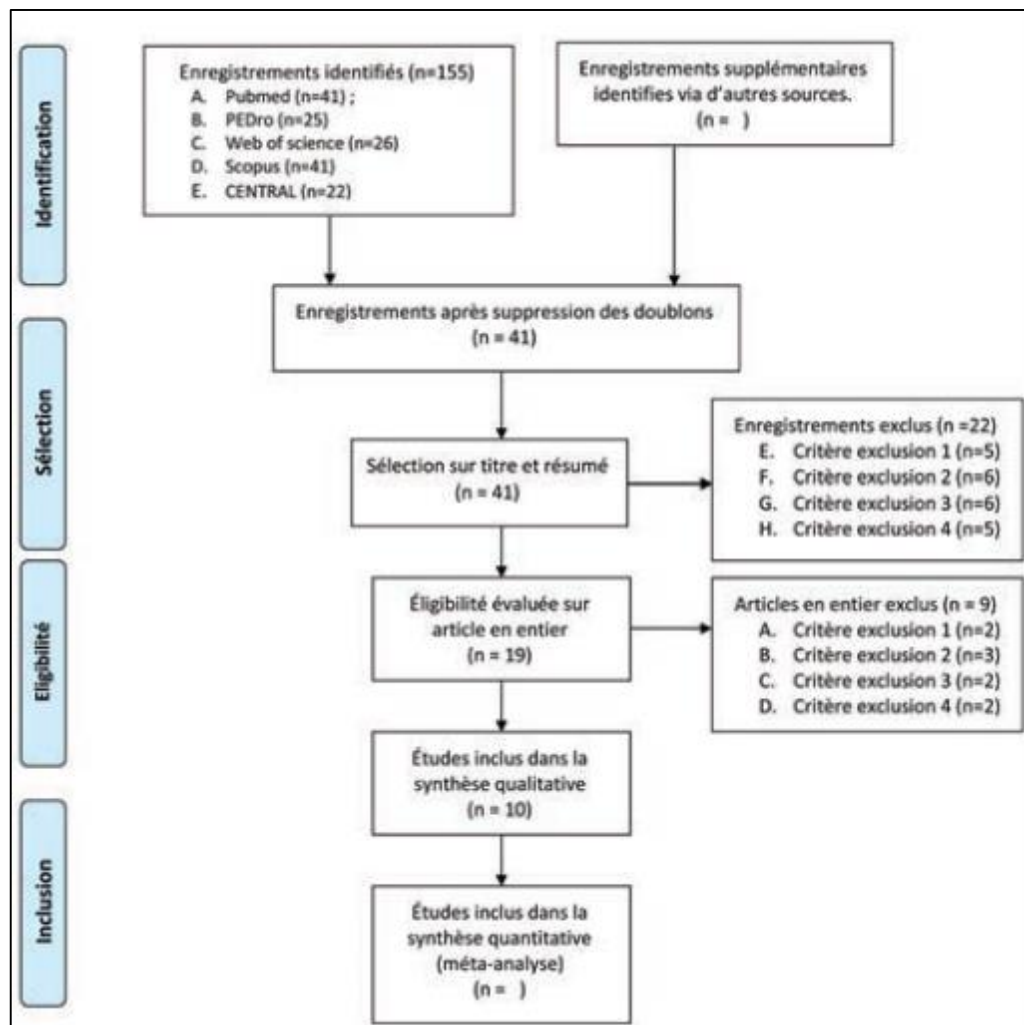 Identification
Enregistrements identifiés (n=155)
A. Pubmed (n=41) ;
B. PEDro (n=25)
C. Web of science (n=26)
D. Scopus (n=41)
E. CENTRAL (n=22)
Enregistrements supplémentaires
identifies via d'autres sources.
(n = )
Sélection
Enregistrements après suppression des doublons
(n = 41)
Sélection sur titre et résumé
(n = 41)
Enregistrements exclus (n =22)
E. Critère exclusion 1 (n=5)
F. Critère exclusion 2 (n=6)
G. Critère exclusion 3 (n=6)
H. Critère exclusion 4 (n=5)
Eligibilité
Éligibilité évaluée sur
article en entier
(n = 19)
Articles en entier exclus (n = 9)
A. Critère exclusion 1 (n=2)
B. Critère exclusion 2 (n=3)
C. Critère exclusion 3 (n=2)
D. Critère exclusion 4 (n=2)
Études inclus dans la
synthèse qualitative
(n = 10)
Inclusion
Études inclus dans la
synthèse quantitative
(méta-analyse)
(n = )